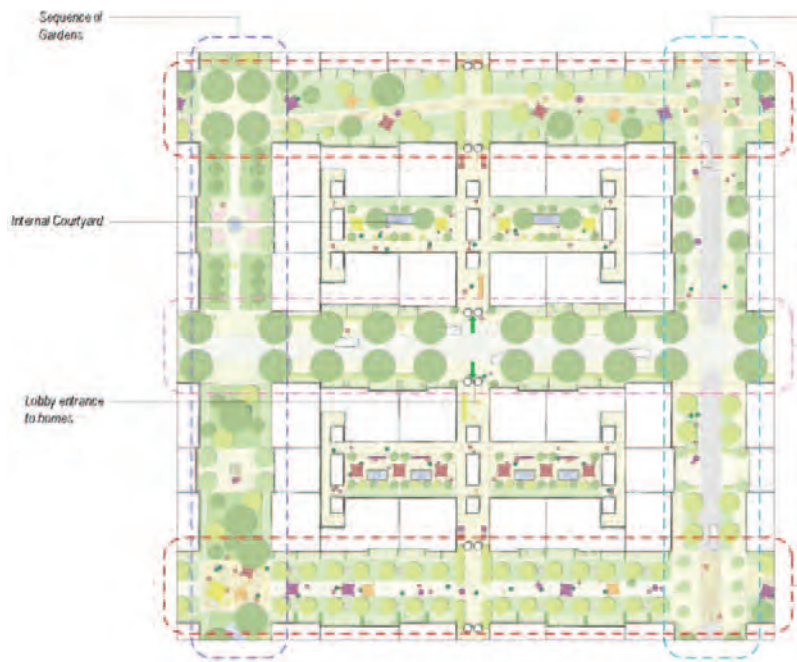 Sequence of
Gardens
Internal Courtyard
Lobby entrance
to homes